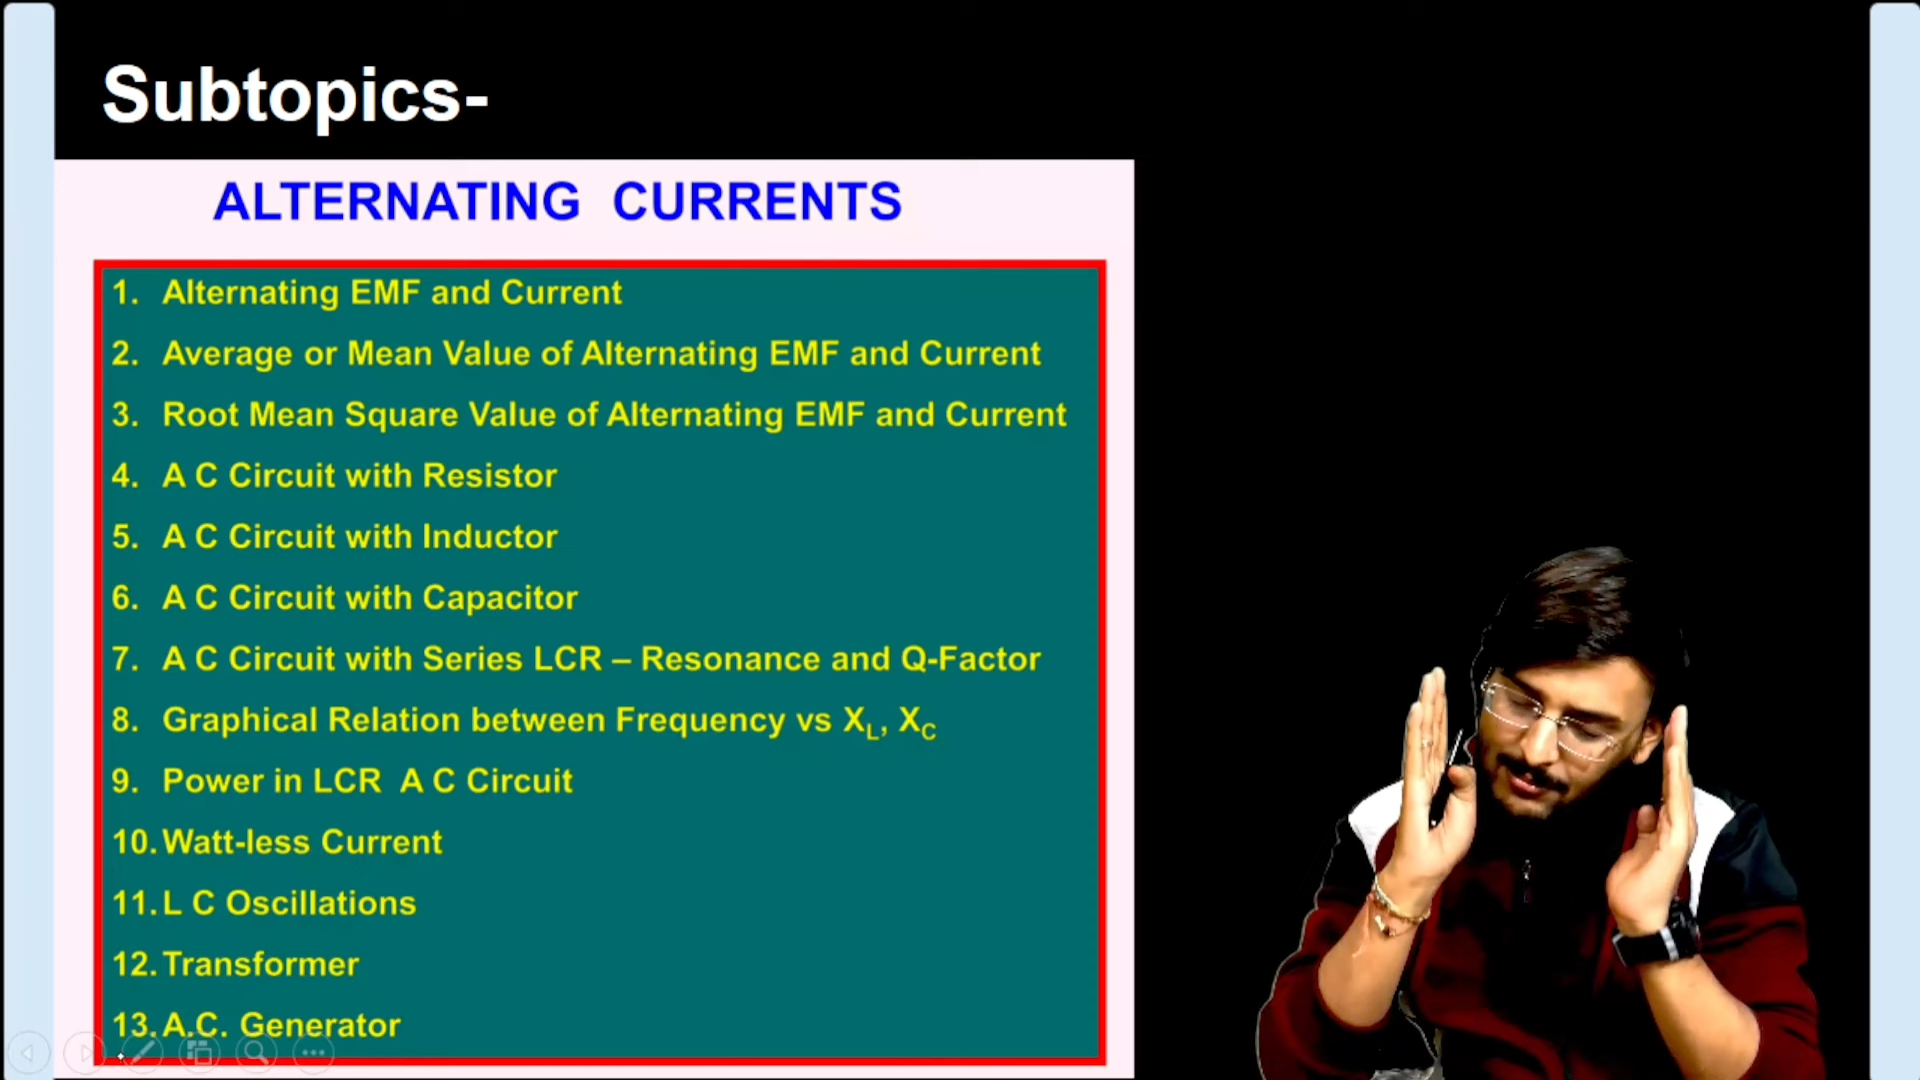 Subtopics-
ALTERNATING CURRENTS
1. Alternating EMF and Current
2. Average or Mean Value of Alternating EMF and Current
3. Root Mean Square Value of Alternating EMF and Current
4. A C Circuit with Resistor
5. A C Circuit with Inductor
6. A C Circuit with Capacitor
7. A C Circuit with Series LCR – Resonance and Q-Factor
8. Graphical Relation between Frequency vs X_L, X_C
9. Power in LCR A C Circuit
10. Watt-less Current
11. L C Oscillations
12. Transformer
13. A.C. Generator